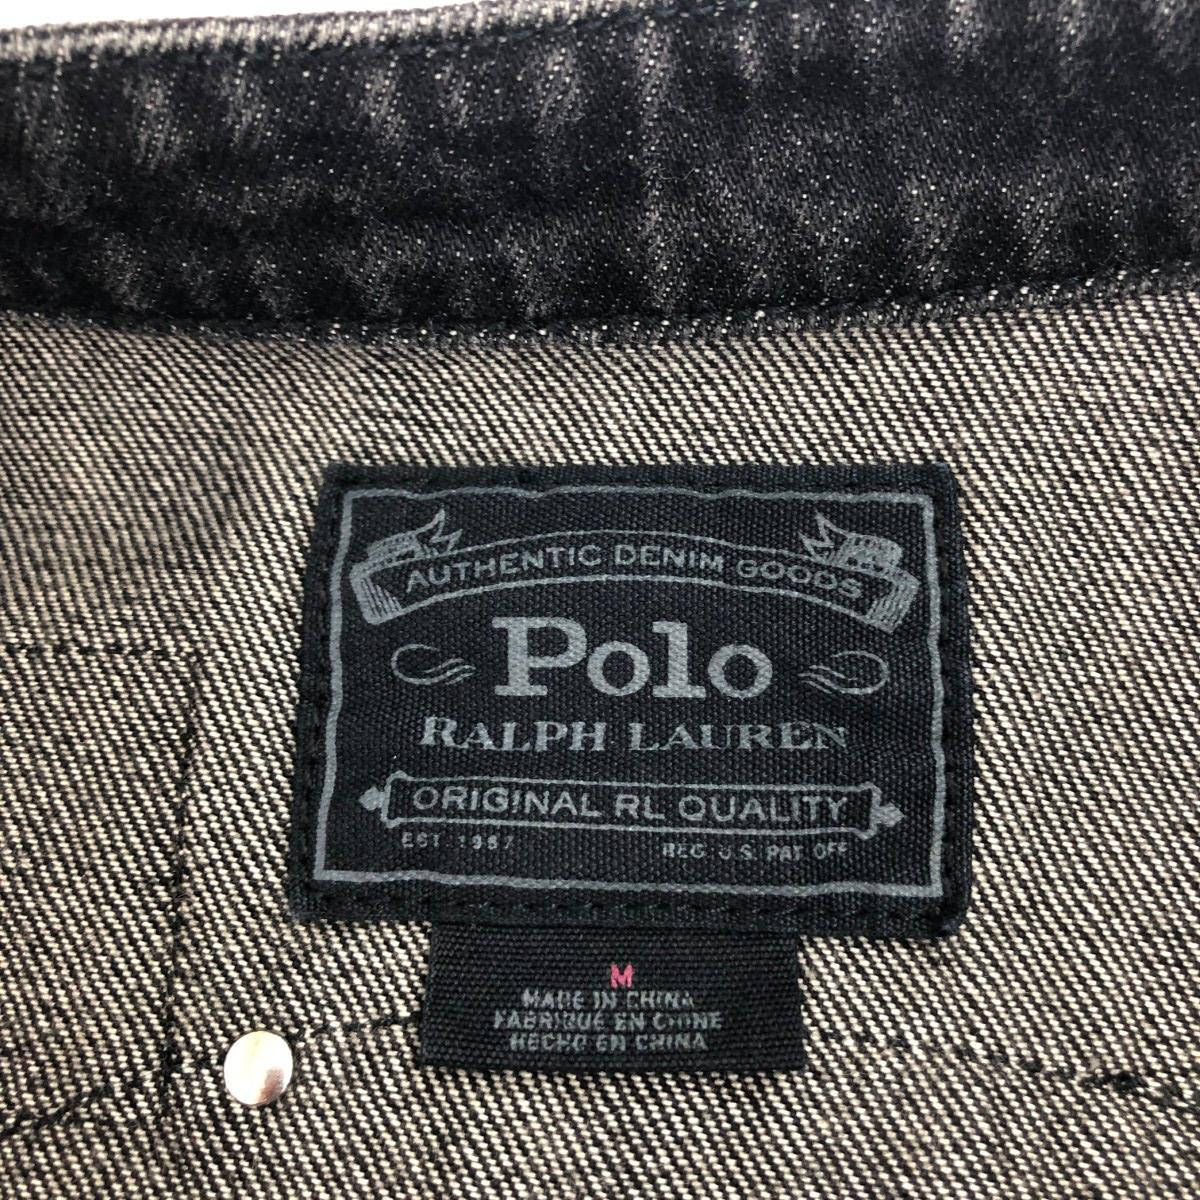 AUTHENTIC DENIM GOODS
Polo
RALPH LAUREN
ORIGINAL RL QUALITY
EST 1967 REG U.S. PAT OFF
M
MADE IN CHINA
FABRIQUE EN CHINE
HECHO EN CHINA